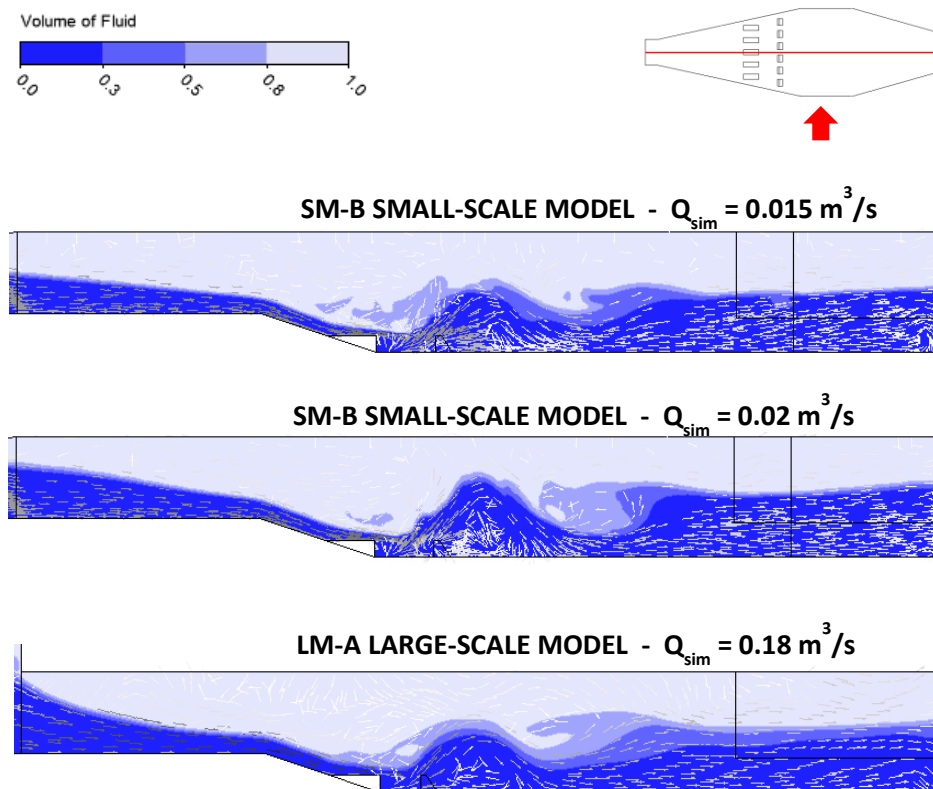 Volume of Fluid
0.0 0.3 0.5 0.8 1.0
SM-B SMALL-SCALE MODEL - Qsim = 0.015 m³/s
SM-B SMALL-SCALE MODEL - Qsim = 0.02 m³/s
LM-A LARGE-SCALE MODEL - Qsim = 0.18 m³/s